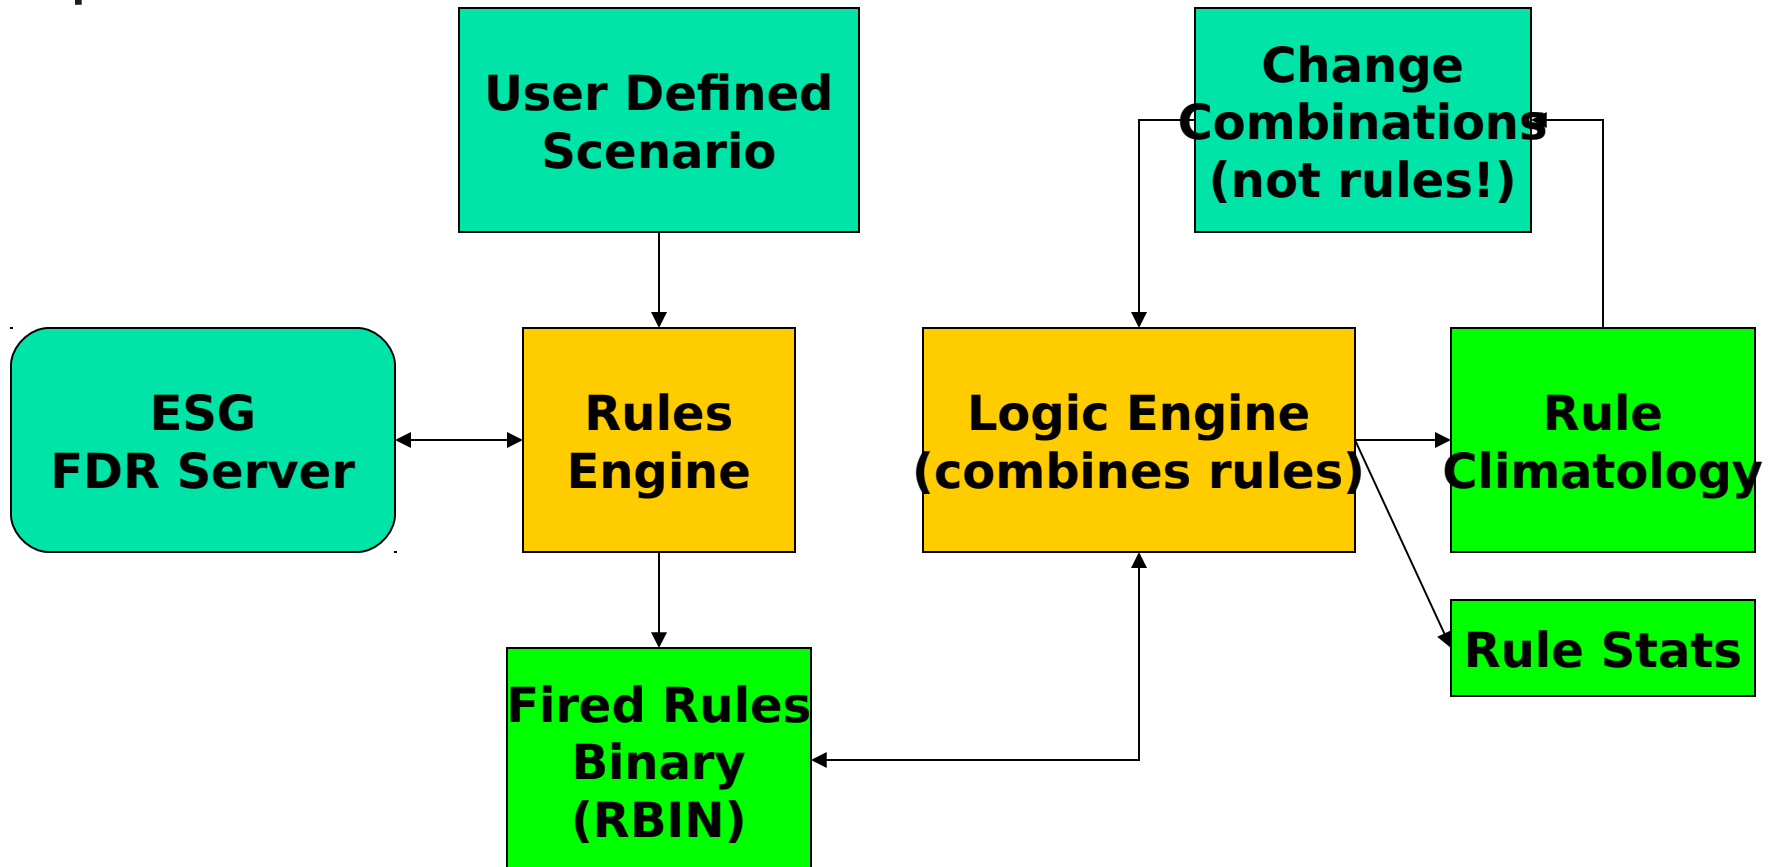 User Defined
Scenario
Change
Combinations
(not rules!)
ESG
FDR Server
Rules
Engine
Logic Engine
(combines rules)
Rule
Climatology
Rule Stats
Fired Rules
Binary
(RBIN)